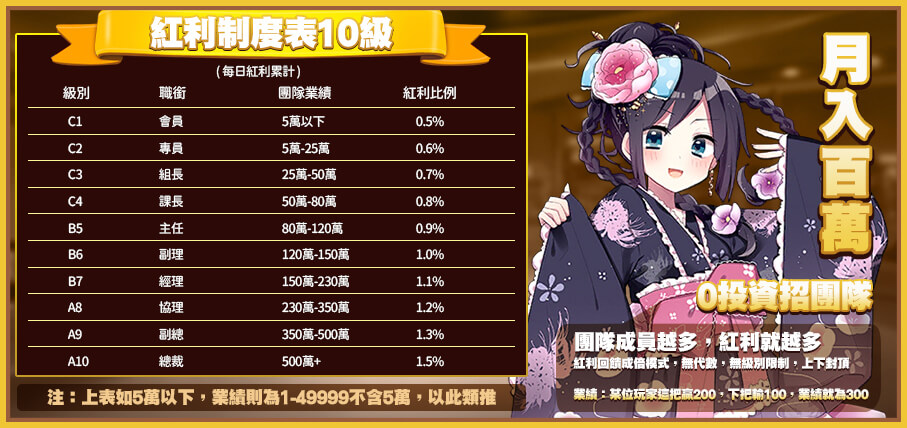 紅利制度表10級
(每日紅利累計)
級別 職銜 團隊業績 紅利比例
C1 會員 5萬以下 0.5%
C2 專員 5萬-25萬 0.6%
C3 組長 25萬-50萬 0.7%
C4 課長 50萬-80萬 0.8%
B5 主任 80萬-120萬 0.9%
B6 副理 120萬-150萬 1.0%
B7 經理 150萬-230萬 1.1%
A8 協理 230萬-350萬 1.2%
A9 副總 350萬-500萬 1.3%
A10 總裁 500萬+ 1.5%
注：上表如5萬以下，業績則為1-49999不含5萬，以此類推
月入百萬
0投資招團隊
團隊成員越多，紅利就越多
紅利回饋成倍模式，無代數，無級別限制，上下封頂
業績：某位玩家這把贏200，下把輸100，業績就為300